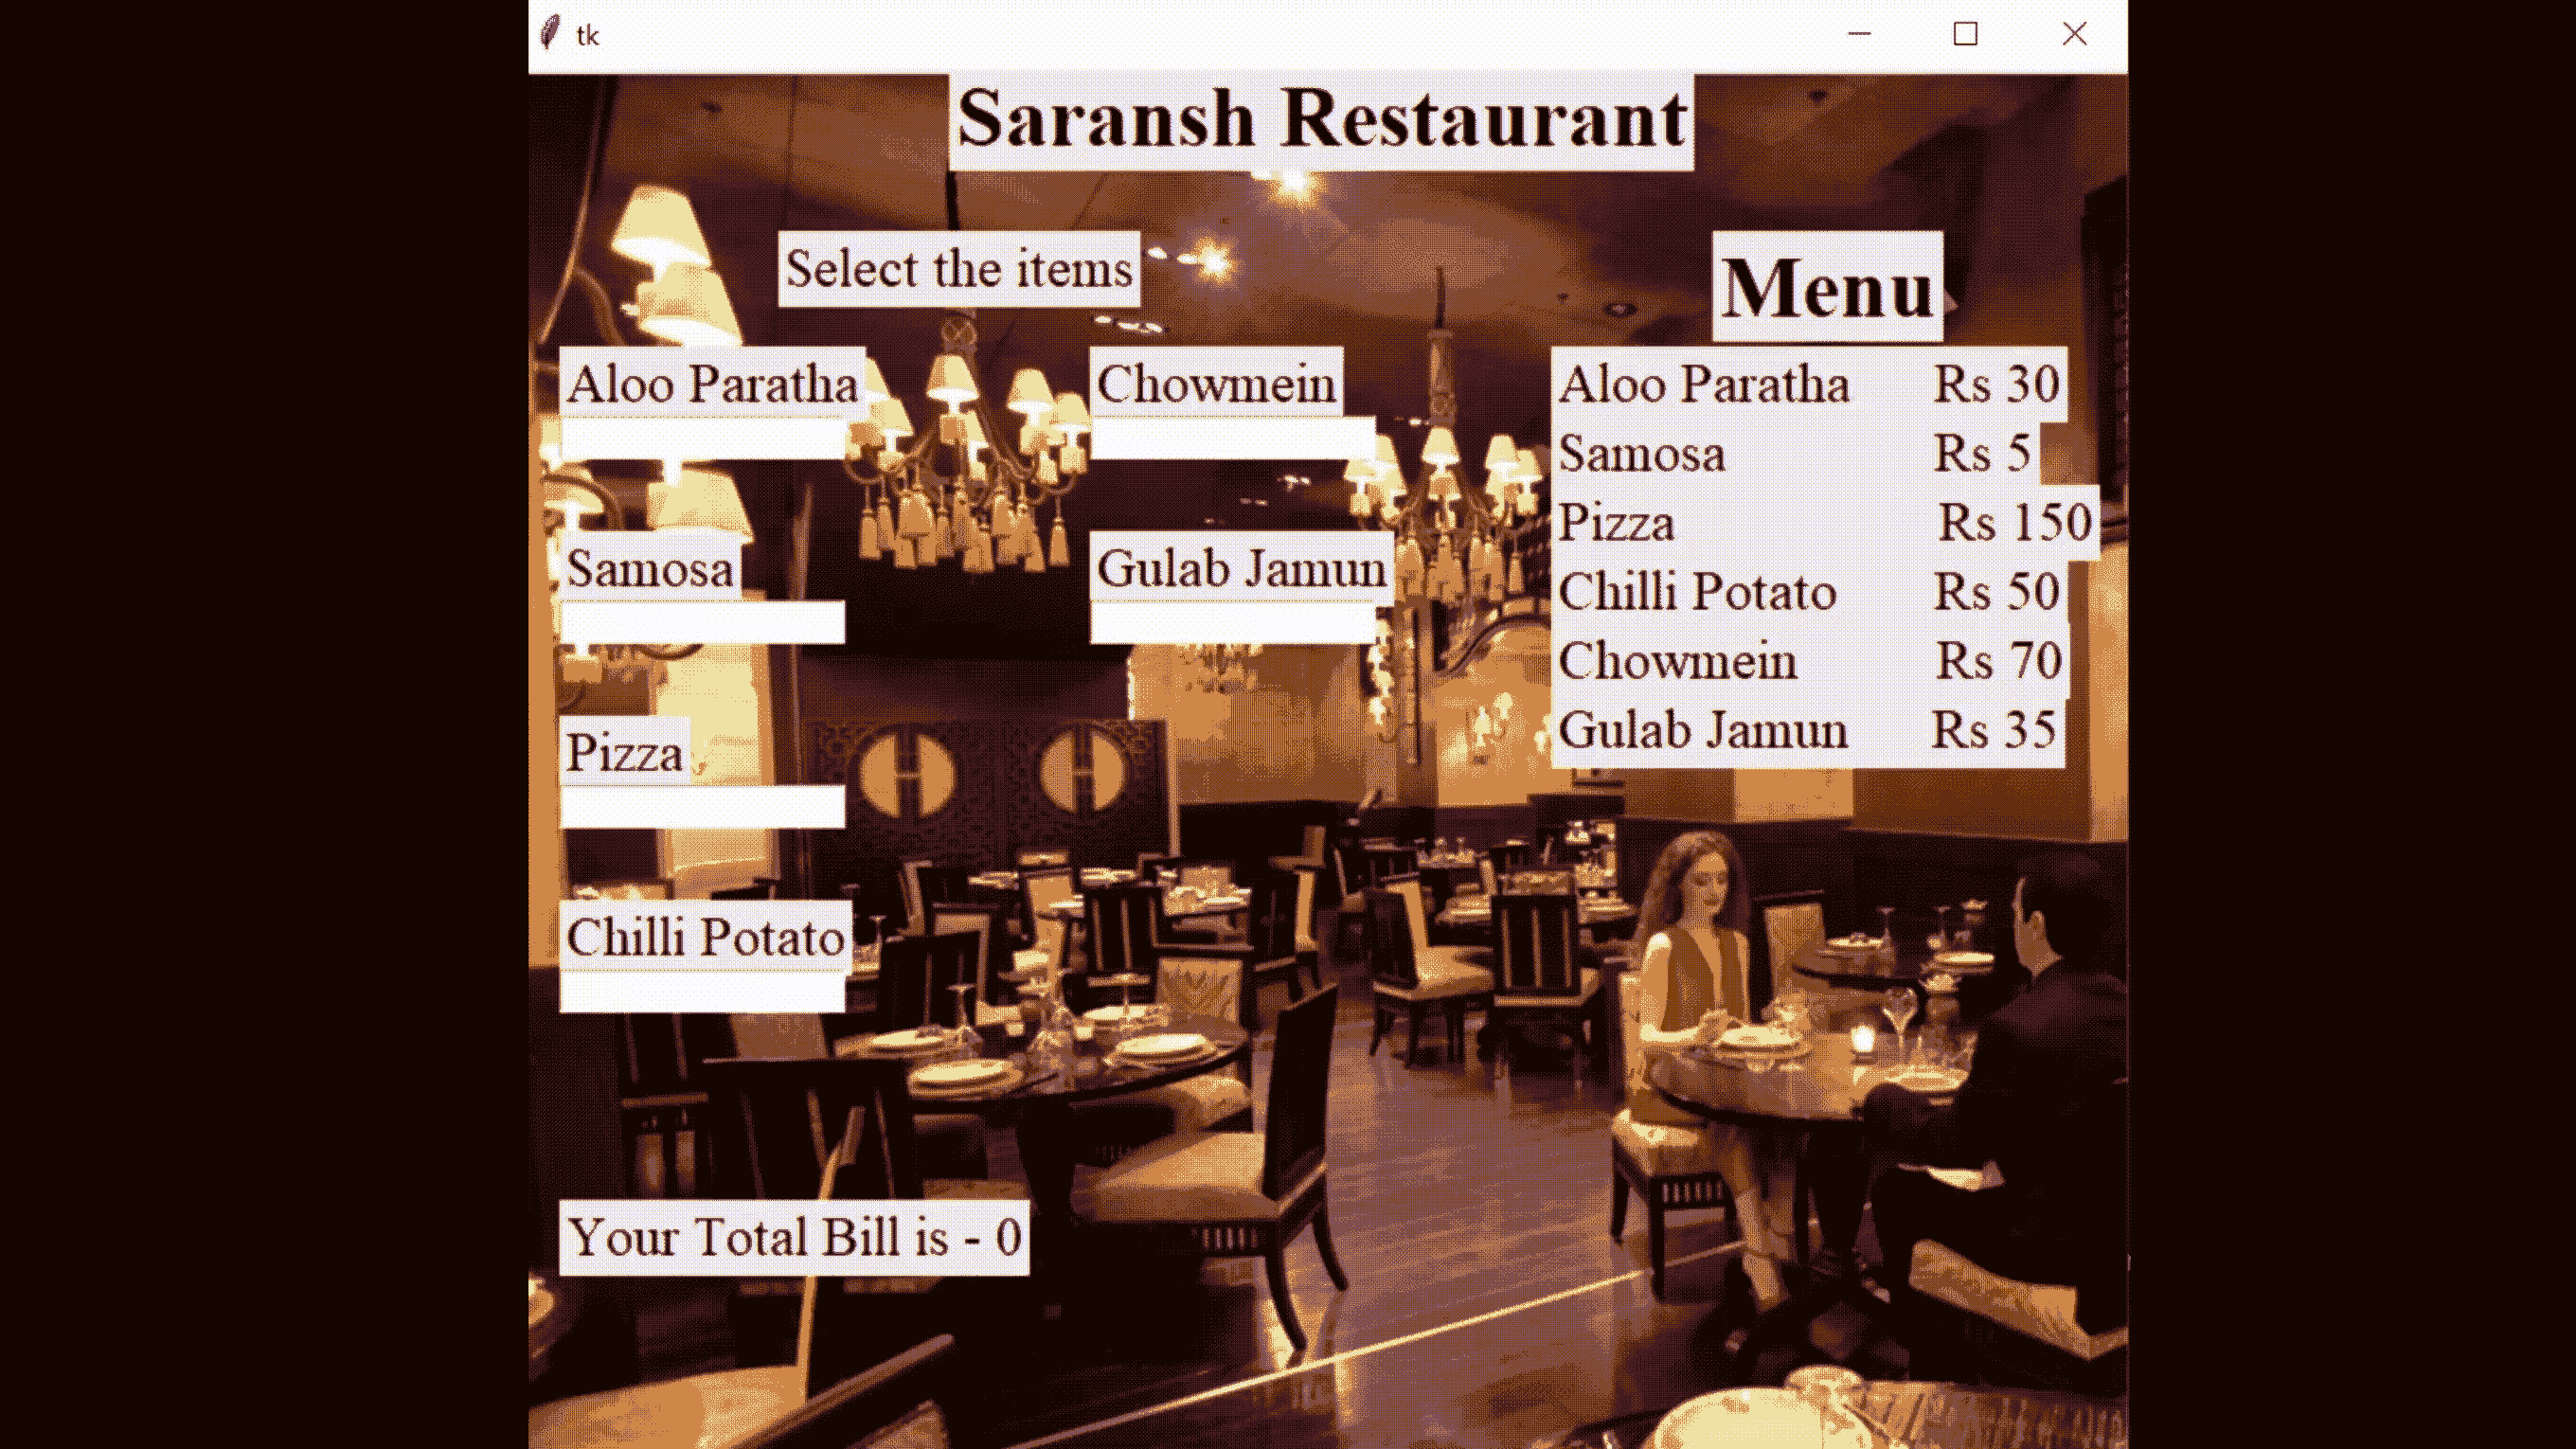 tk
Saransh Restaurant
Select the items
Aloo Paratha
Samosa
Pizza
Chilli Potato
Chowmein
Gulab Jamun
Menu
Aloo Paratha Rs 30
Samosa Rs 5
Pizza Rs 150
Chilli Potato Rs 50
Chowmein Rs 70
Gulab Jamun Rs 35
Your Total Bill is - 0